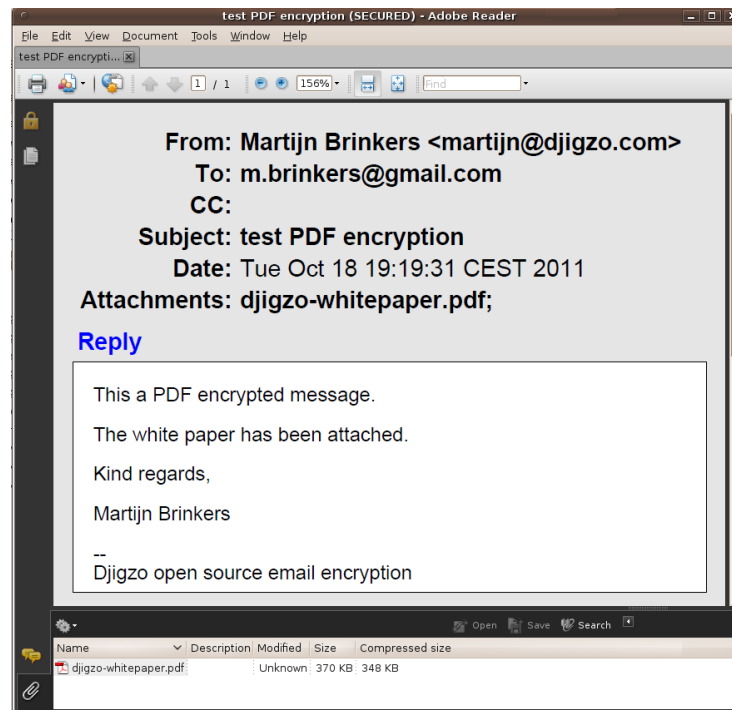 test PDF encryption (SECURED) - Adobe Reader
File Edit View Document Tools Window Help
test PDF encrypti...
1 / 1 156% Find
From: Martijn Brinkers <martijn@djigzo.com>
To: m.brinkers@gmail.com
CC:
Subject: test PDF encryption
Date: Tue Oct 18 19:19:31 CEST 2011
Attachments: djigzo-whitepaper.pdf;
Reply
This a PDF encrypted message.
The white paper has been attached.
Kind regards,
Martijn Brinkers
--
Djigzo open source email encryption
Open Save Search
Name Description Modified Size Compressed size
djigzo-whitepaper.pdf Unknown 370 KB 348 KB